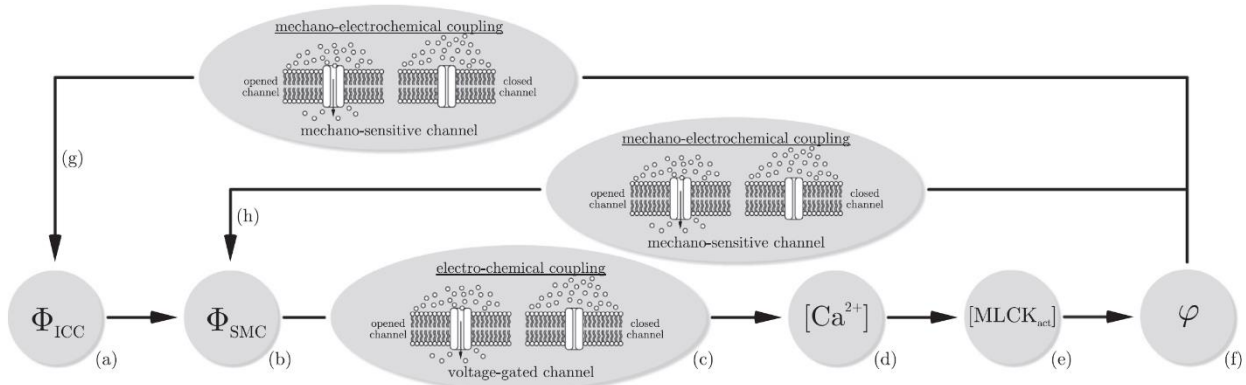 mechano-electrochemical coupling
opened
channel
closed
channel
mechano-sensitive channel
(g)
mechano-electrochemical coupling
opened
channel
closed
channel
mechano-sensitive channel
(h)
electro-chemical coupling
opened
channel
closed
channel
voltage-gated channel
Φ_ICC
(a)
Φ_SMC
(b)
(c)
[Ca²⁺]
(d)
[MLCK_act]
(e)
φ
(f)